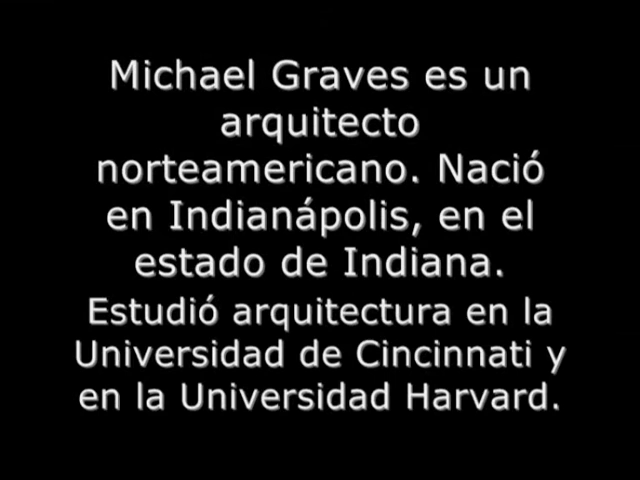 Michael Graves es un
arquitecto
norteamericano. Nació
en Indianápolis, en el
estado de Indiana.
Estudió arquitectura en la
Universidad de Cincinnati y
en la Universidad Harvard.